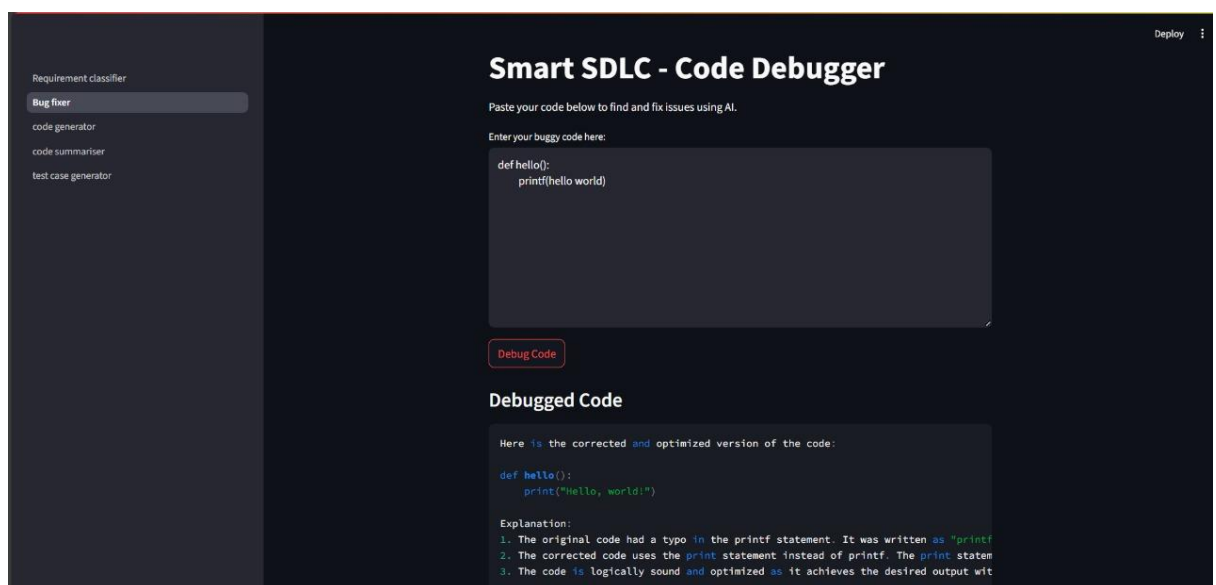 Deploy
Requirement classifier
Bug fixer
code generator
code summariser
test case generator
Smart SDLC - Code Debugger
Paste your code below to find and fix issues using AI.
Enter your buggy code here:
def hello():
printf(hello world)
Debug Code
Debugged Code
Here is the corrected and optimized version of the code:
def hello():
print("Hello, world!")
Explanation:
1. The original code had a typo in the printf statement. It was written as "printf
2. The corrected code uses the print statement instead of printf. The print statem
3. The code is logically sound and optimized as it achieves the desired output wit